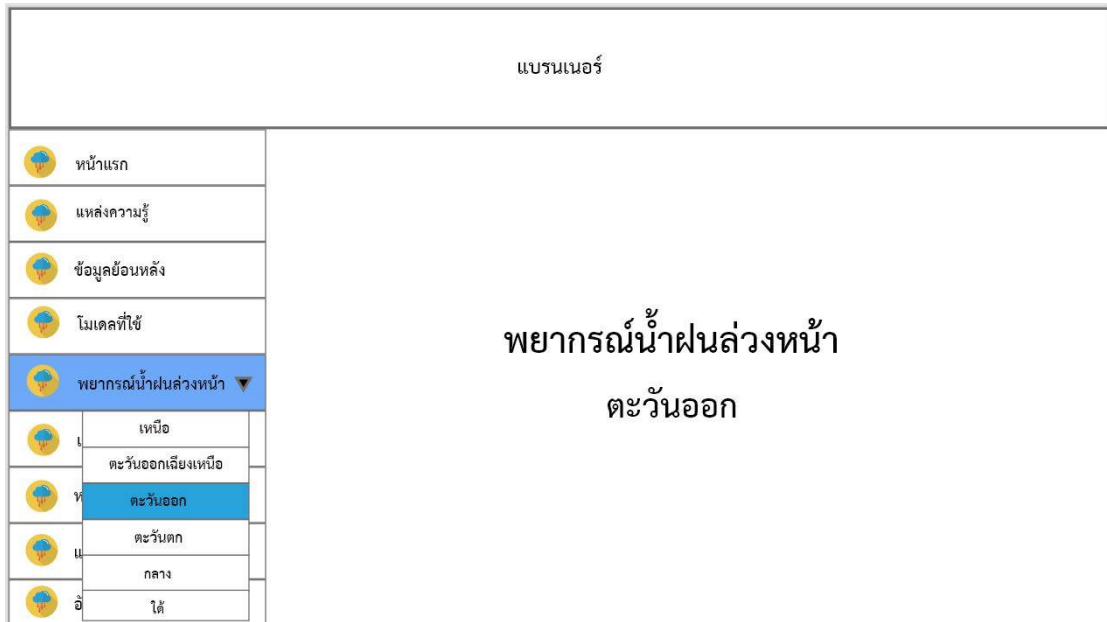 แบรนเนอร์
หน้าแรก
แหล่งความรู้
ข้อมูลย้อนหลัง
โมเดลที่ใช้
พยากรณ์น้ำฝนล่วงหน้า
เหนือ
ตะวันออกเฉียงเหนือ
ตะวันออก
ตะวันตก
กลาง
ใต้
พยากรณ์น้ำฝนล่วงหน้า
ตะวันออก